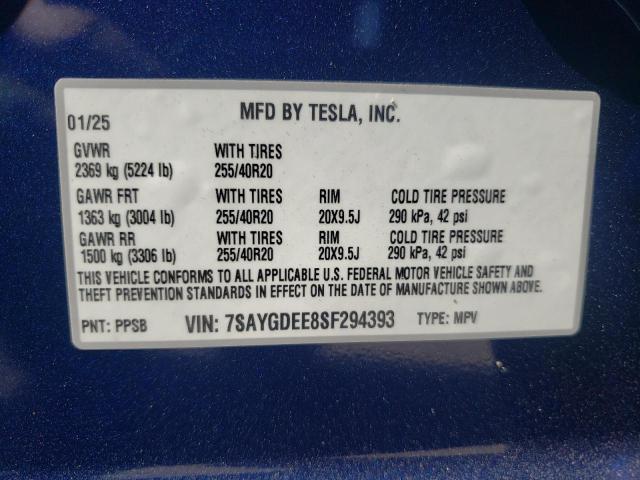 MFD BY TESLA, INC.
01/25
GVWR WITH TIRES
2369 kg (5224 lb) 255/40R20
GAWR FRT WITH TIRES RIM COLD TIRE PRESSURE
1363 kg (3004 lb) 255/40R20 20X9.5J 290 kPa, 42 psi
GAWR RR WITH TIRES RIM COLD TIRE PRESSURE
1500 kg (3306 lb) 255/40R20 20X9.5J 290 kPa, 42 psi
THIS VEHICLE CONFORMS TO ALL APPLICABLE U.S. FEDERAL MOTOR VEHICLE SAFETY AND
THEFT PREVENTION STANDARDS IN EFFECT ON THE DATE OF MANUFACTURE SHOWN ABOVE.
PNT: PPSB VIN: 7SAYGDEE8SF294393 TYPE: MPV